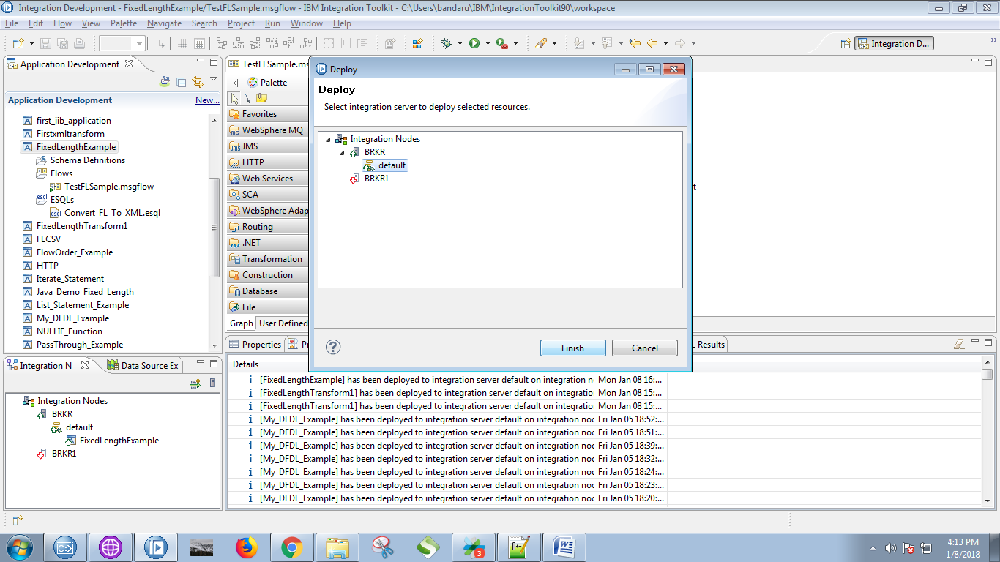 Integration Development - FixedLengthExample/TestFLSample.msgflow - IBM Integration Toolkit - C:\Users\bandaru\IBM\IntegrationToolkit90\workspace
File Edit Flow View Palette Navigate Search Project Run Window Help
Integration D...
Application Development
Application Development
New...
first_iib_application
Firstxmltransform
FixedLengthExample
Schema Definitions
Flows
TestFLSample.msgflow
esql ESQLs
esql Convert_FL_To_XML.esql
FixedLengthTransform1
FLCSV
FlowOrder_Example
HTTP
Iterate_Statement
Java_Demo_Fixed_Length
List_Statement_Example
My_DFDL_Example
NULLIF_Function
PassThrough_Example
TestFLSample.ms
Palette
Favorites
WebSphere MQ
JMS
HTTP
Web Services
SCA
WebSphere Adap
Routing
.NET
Transformation
Construction
Database
File
Graph User Defined
Deploy
Deploy
Select integration server to deploy selected resources.
Integration Nodes
BRKR
default
BRKR1
Finish Cancel
Integration N
Data Source Ex
Integration Nodes
BRKR
default
FixedLengthExample
BRKR1
Properties
L Results
Details
[FixedLengthExample] has been deployed to integration server default on integration n Mon Jan 08 16:...
[FixedLengthTransform1] has been deployed to integration server default on integration Mon Jan 08 15:...
[FixedLengthTransform1] has been deployed to integration server default on integration Mon Jan 08 15:...
[My_DFDL_Example] has been deployed to integration server default on integration noc Fri Jan 05 18:52:...
[My_DFDL_Example] has been deployed to integration server default on integration noc Fri Jan 05 18:51:...
[My_DFDL_Example] has been deployed to integration server default on integration noc Fri Jan 05 18:39:...
[My_DFDL_Example] has been deployed to integration server default on integration noc Fri Jan 05 18:32:...
[My_DFDL_Example] has been deployed to integration server default on integration noc Fri Jan 05 18:24:...
[My_DFDL_Example] has been deployed to integration server default on integration noc Fri Jan 05 18:23:...
[My_DFDL_Example] has been deployed to integration server default on integration noc Fri Jan 05 18:20:...
3
4:13 PM
1/8/2018